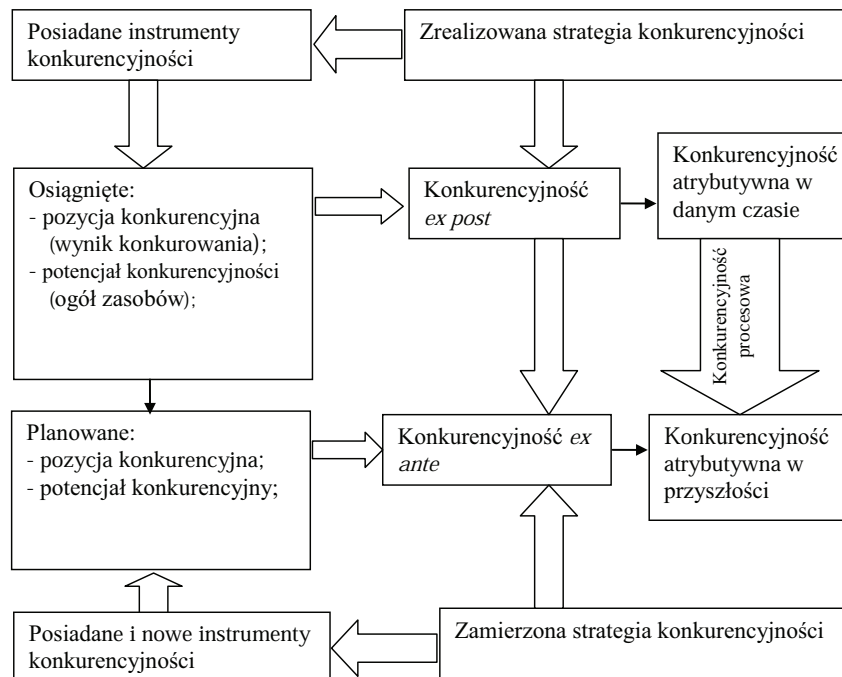 Posiadane instrumenty
konkurencyjności
Zrealizowana strategia konkurencyjności
Osiągnięte:
- pozycja konkurencyjna
(wynik konkurowania);
- potencjał konkurencyjności
(ogół zasobów);
Konkurencyjność
ex post
Konkurencyjność
atrybutywna w
danym czasie
Konkurencyjność
procesowa
Planowane:
- pozycja konkurencyjna;
- potencjał konkurencyjny;
Konkurencyjność ex
ante
Konkurencyjność
atrybutywna w
przyszłości
Posiadane i nowe instrumenty
konkurencyjności
Zamierzona strategia konkurencyjności